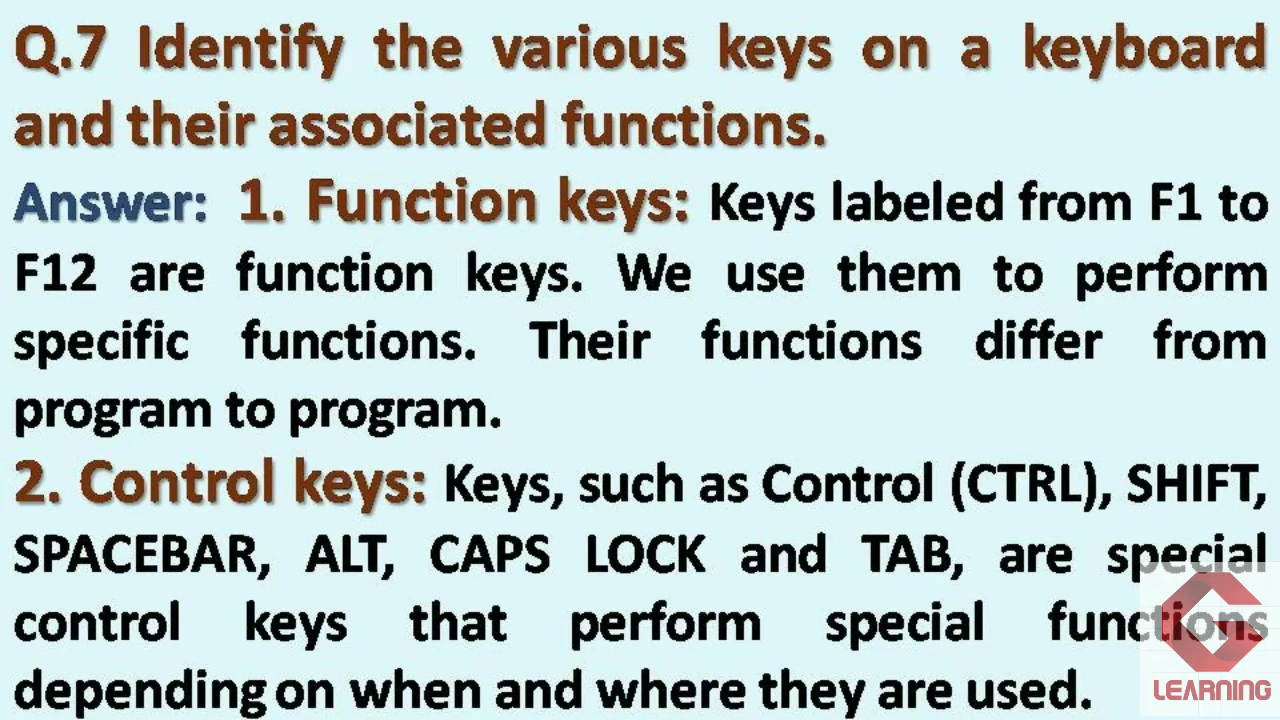 Q.7 Identify the various keys on a keyboard
and their associated functions.
Answer: 1. Function keys: Keys labeled from F1 to
F12 are function keys. We use them to perform
specific functions. Their functions differ from
program to program.
2. Control keys: Keys, such as Control (CTRL), SHIFT,
SPACEBAR, ALT, CAPS LOCK and TAB, are special
control keys that perform special functions
depending on when and where they are used.
LEARNING